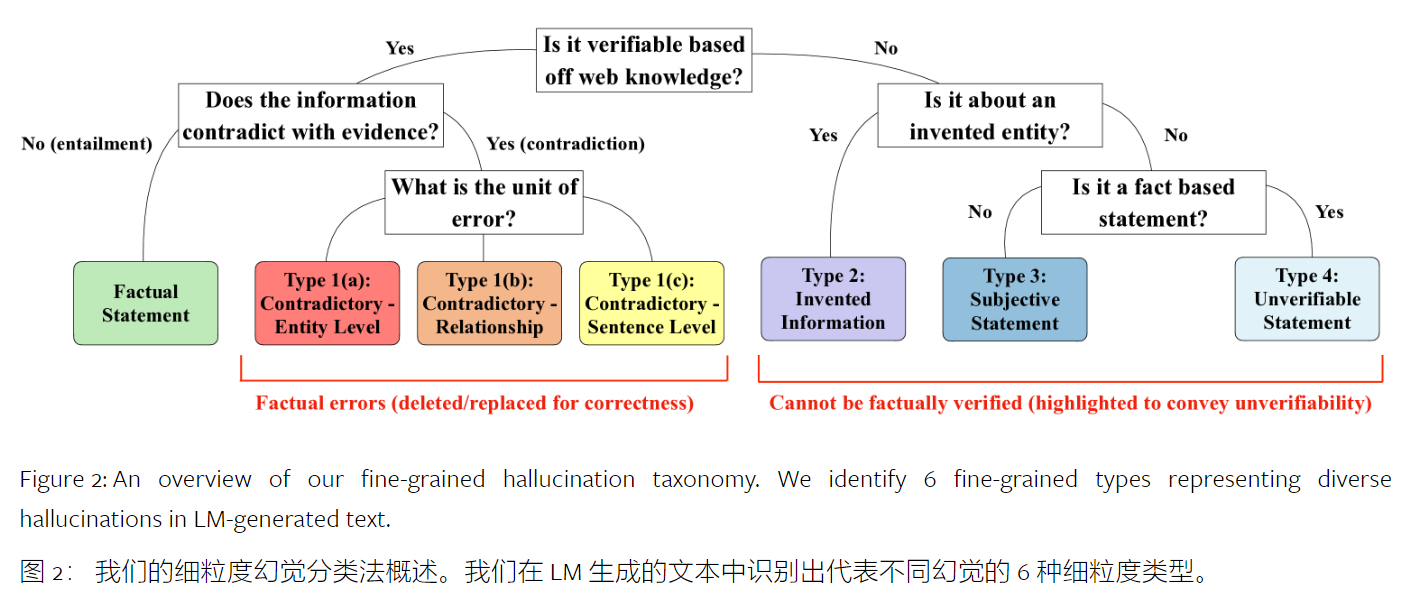 Is it verifiable based
off web knowledge?
Yes
No
Does the information
contradict with evidence?
Is it about an
invented entity?
No (entailment)
Yes (contradiction)
Yes
No
What is the unit of
error?
Is it a fact based
statement?
No
Yes
Factual
Statement
Type 1(a):
Contradictory -
Entity Level
Type 1(b):
Contradictory -
Relationship
Type 1(c):
Contradictory -
Sentence Level
Type 2:
Invented
Information
Type 3:
Subjective
Statement
Type 4:
Unverifiable
Statement
Factual errors (deleted/replaced for correctness)
Cannot be factually verified (highlighted to convey unverifiability)
Figure 2: An overview of our fine-grained hallucination taxonomy. We identify 6 fine-grained types representing diverse
hallucinations in LM-generated text.
图 2： 我们的细粒度幻觉分类法概述。我们在 LM 生成的文本中识别出代表不同幻觉的 6 种细粒度类型。